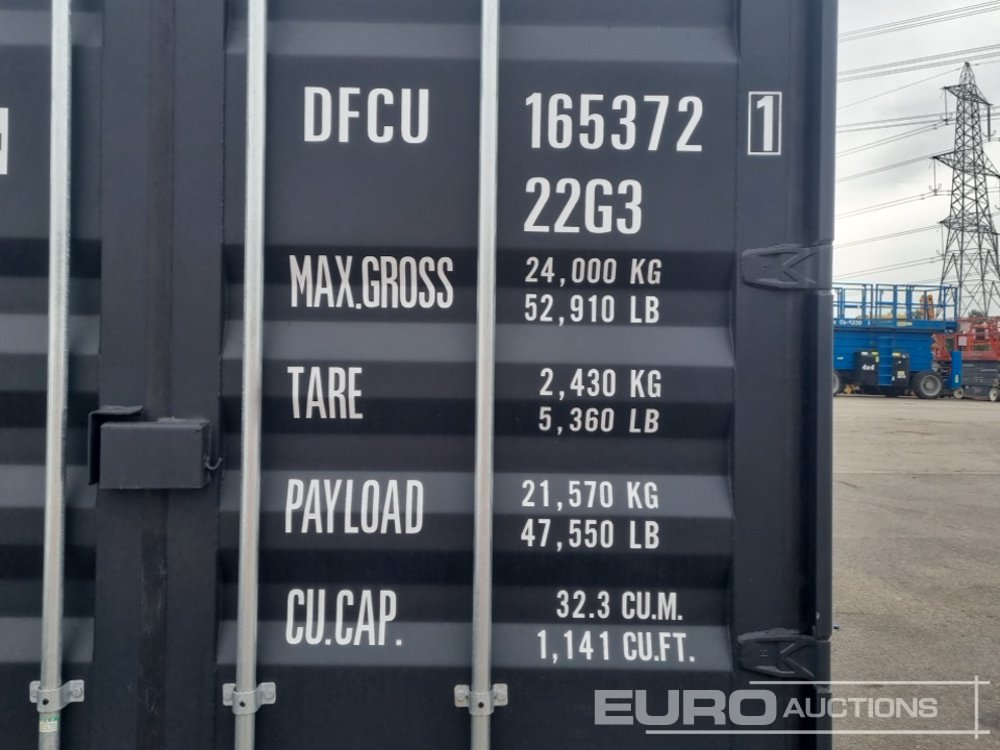 DFCU 165372 1
22G3
MAX.GROSS 24,000 KG
52,910 LB
TARE 2,430 KG
5,360 LB
PAYLOAD 21,570 KG
47,550 LB
CU.CAP. 32.3 CU.M.
1,141 CU.FT.
4x4
EURO AUCTIONS